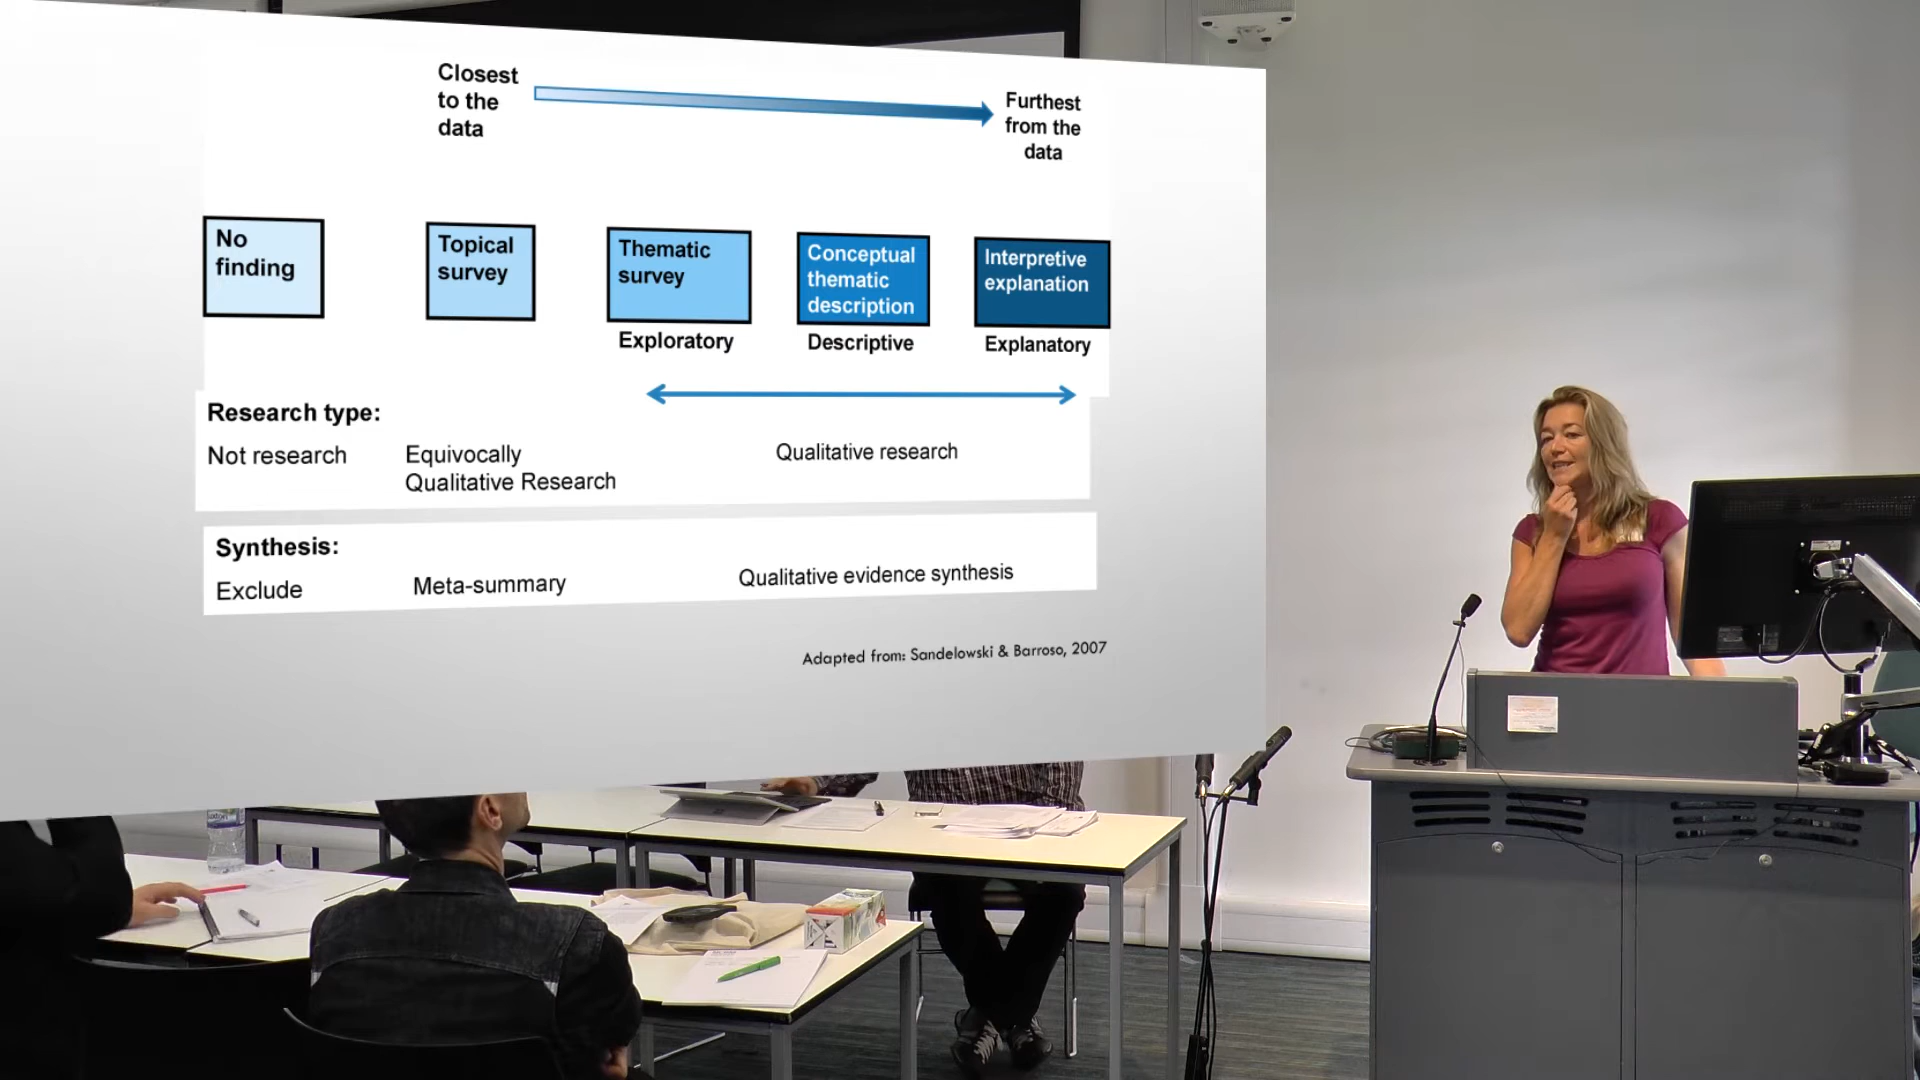 Closest
to the
data
Furthest
from the
data
No
finding
Topical
survey
Thematic
survey
Conceptual
thematic
description
Interpretive
explanation
Exploratory
Descriptive
Explanatory
Research type:
Not research
Equivocally
Qualitative Research
Qualitative research
Synthesis:
Exclude
Meta-summary
Qualitative evidence synthesis
Adapted from: Sandelowski & Barroso, 2007